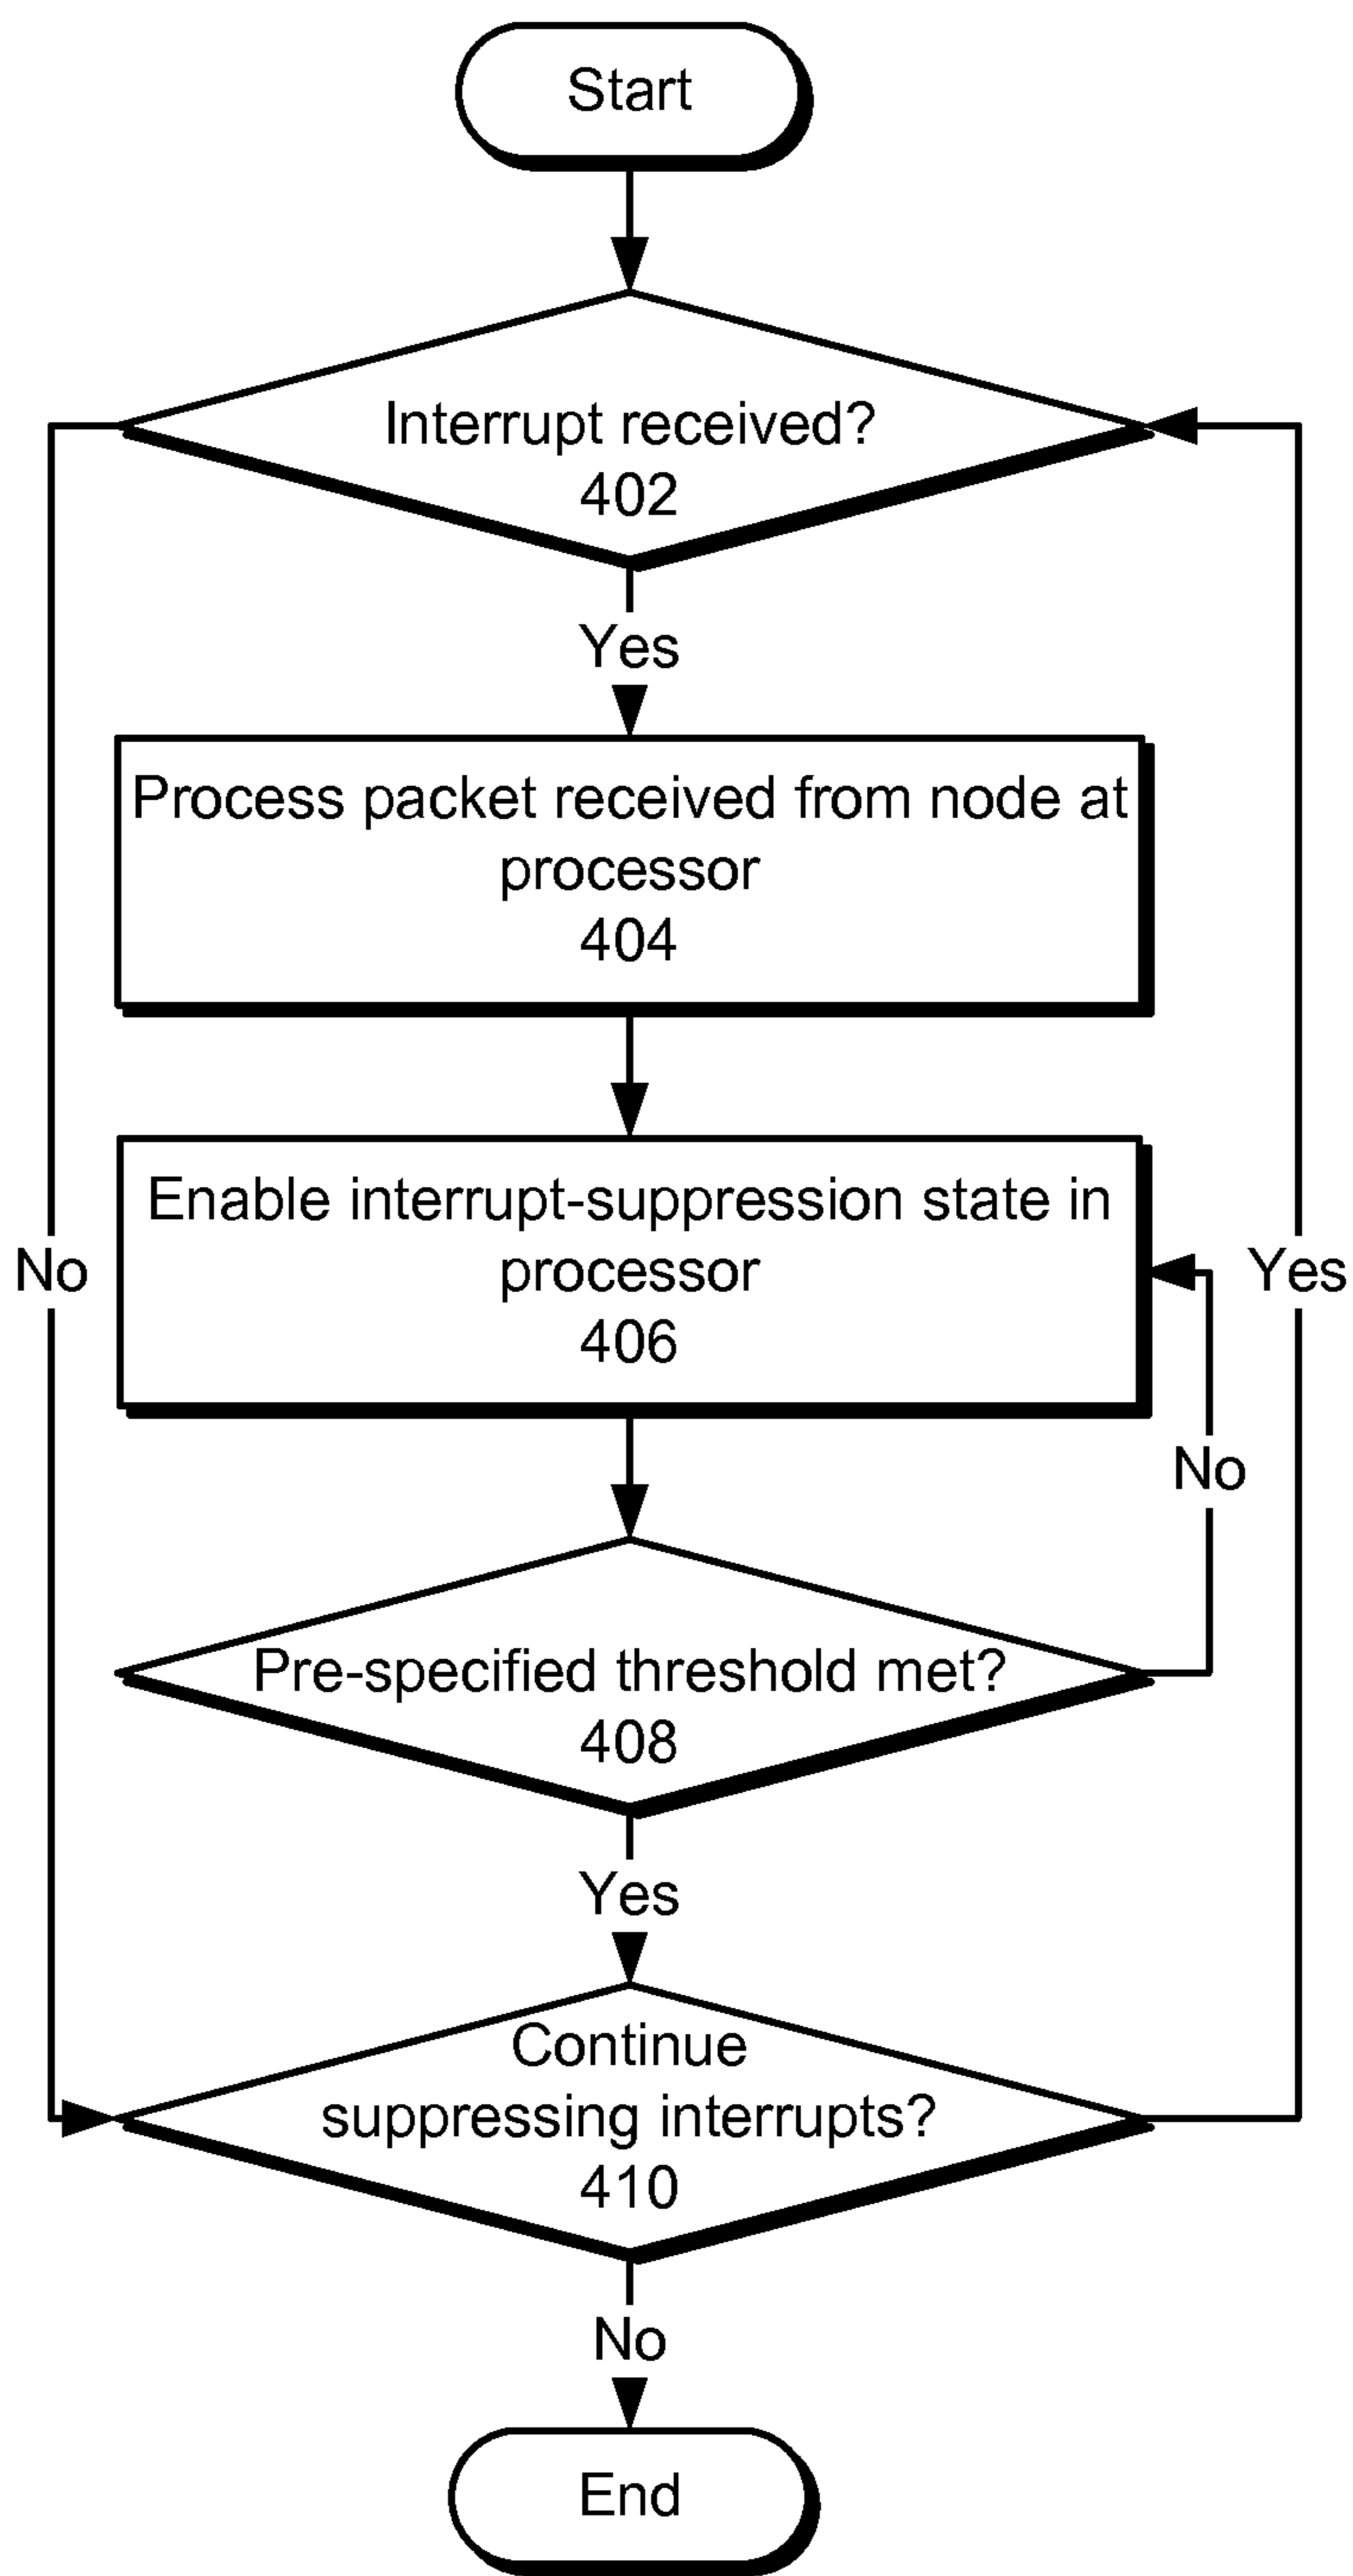 Start
Interrupt received?
402
Yes
Process packet received from node at
processor
404
Enable interrupt-suppression state in
processor
406
No
Yes
No
Pre-specified threshold met?
408
Yes
Continue
suppressing interrupts?
410
No
End